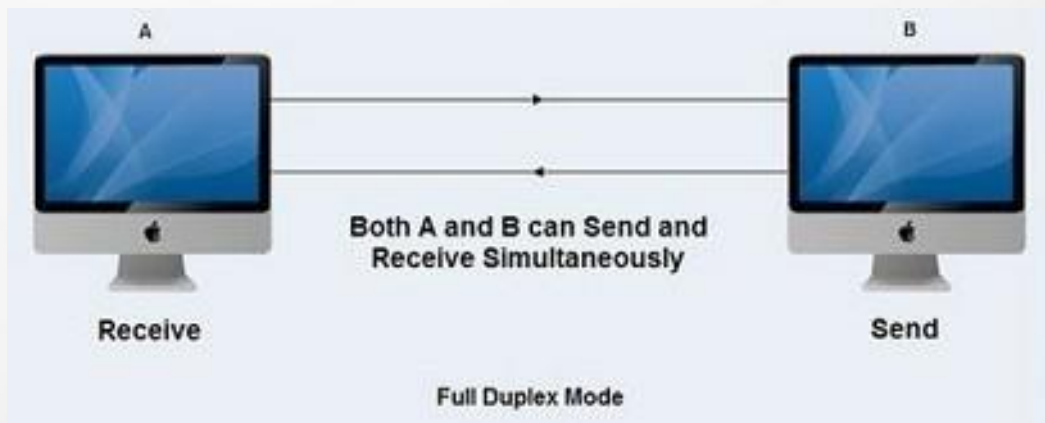 A
B
Both A and B can Send and
Receive Simultaneously
Receive
Send
Full Duplex Mode